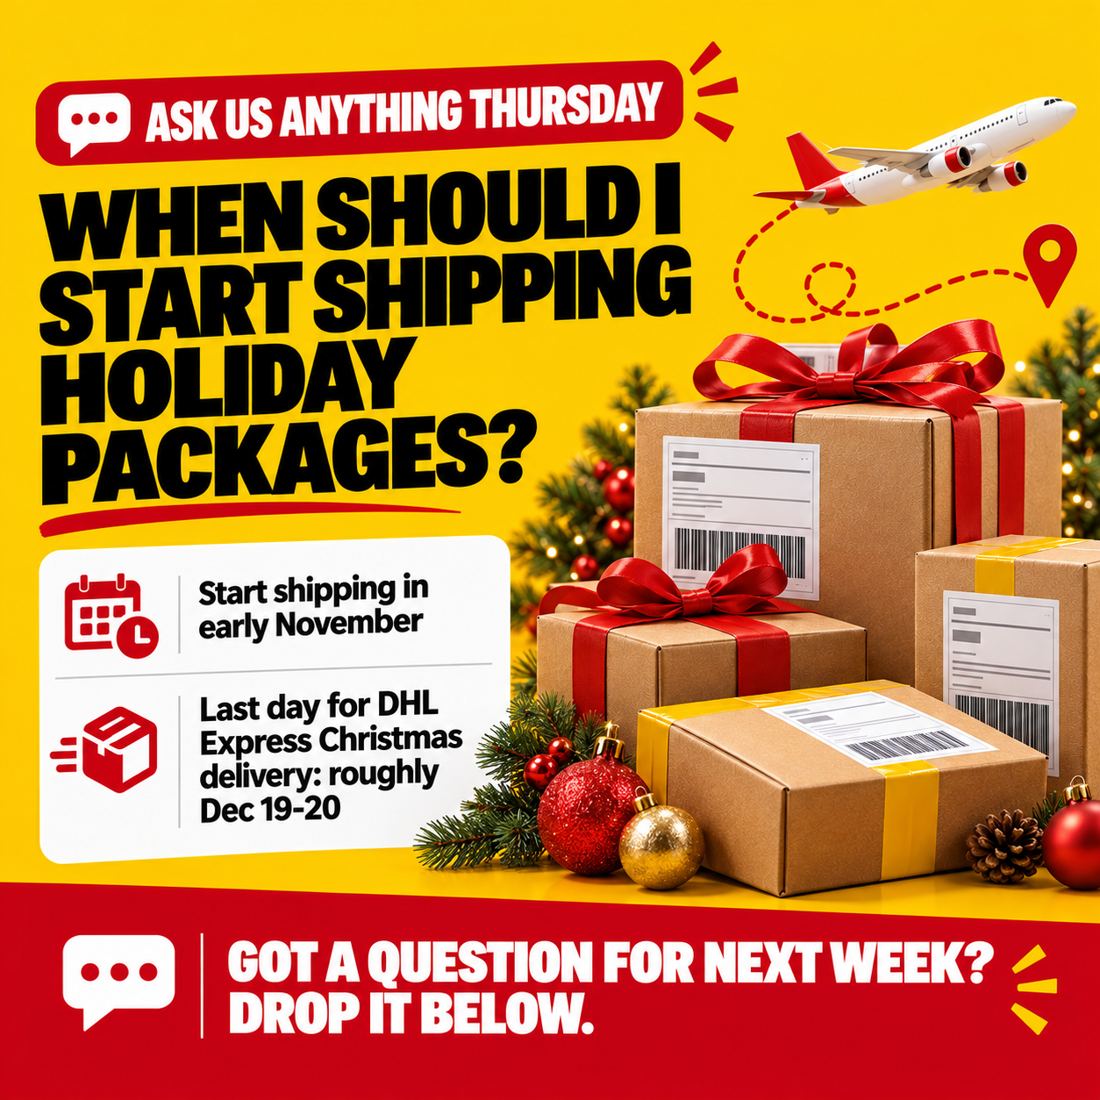 ASK US ANYTHING THURSDAY
WHEN SHOULD I
START SHIPPING
HOLIDAY
PACKAGES?
Start shipping in
early November
Last day for DHL
Express Christmas
delivery: roughly
Dec 19-20
GOT A QUESTION FOR NEXT WEEK?
DROP IT BELOW.